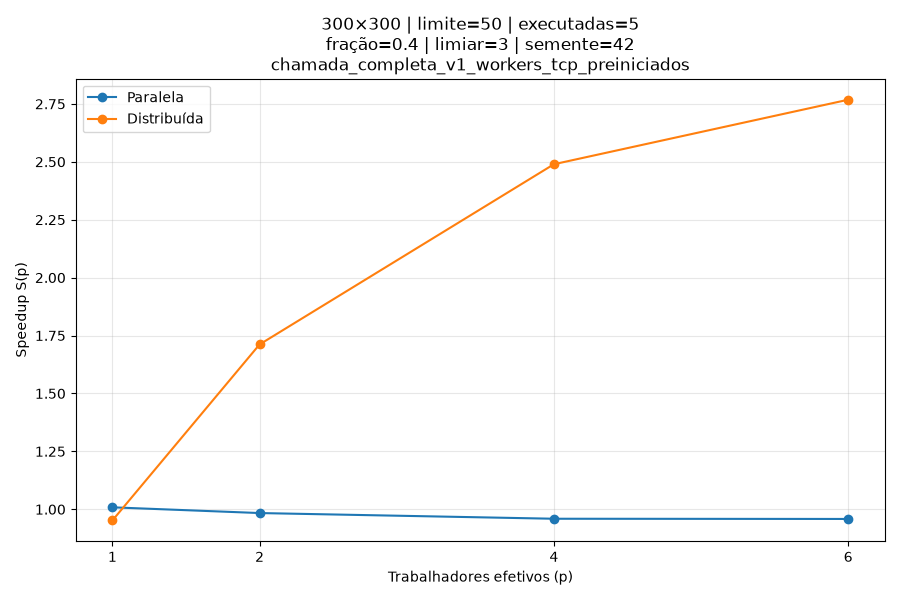 300×300 | limite=50 | executadas=5
fração=0.4 | limiar=3 | semente=42
chamada_completa_v1_workers_tcp_preiniciados
Paralela
Distribuída
2.75
2.50
2.25
2.00
1.75
1.50
1.25
1.00
Speedup S(p)
1 2 4 6
Trabalhadores efetivos (p)